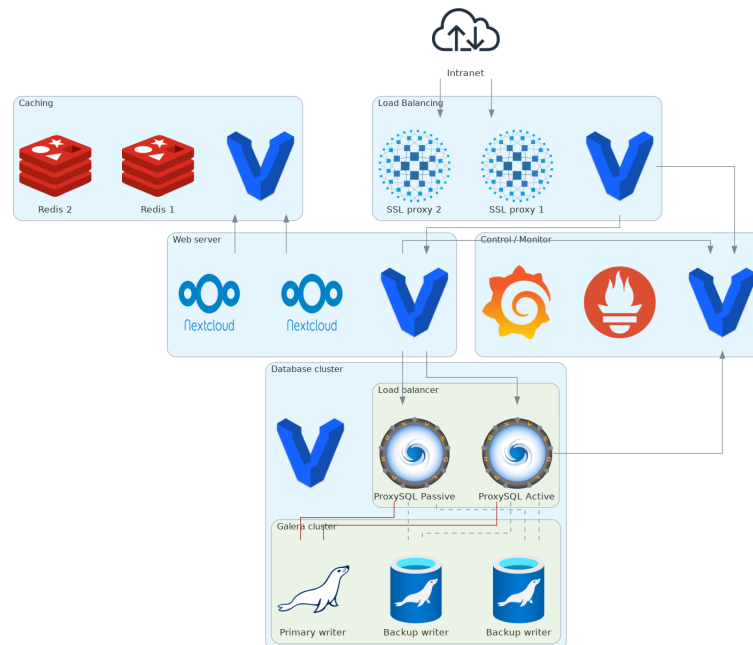 Intranet
Caching
Load Balancing
Redis 2
Redis 1
SSL proxy 2
SSL proxy 1
Web server
Control / Monitor
Nextcloud
Nextcloud
Database cluster
Load balancer
ProxySQL Passive
ProxySQL Active
Galera cluster
Primary writer
Backup writer
Backup writer